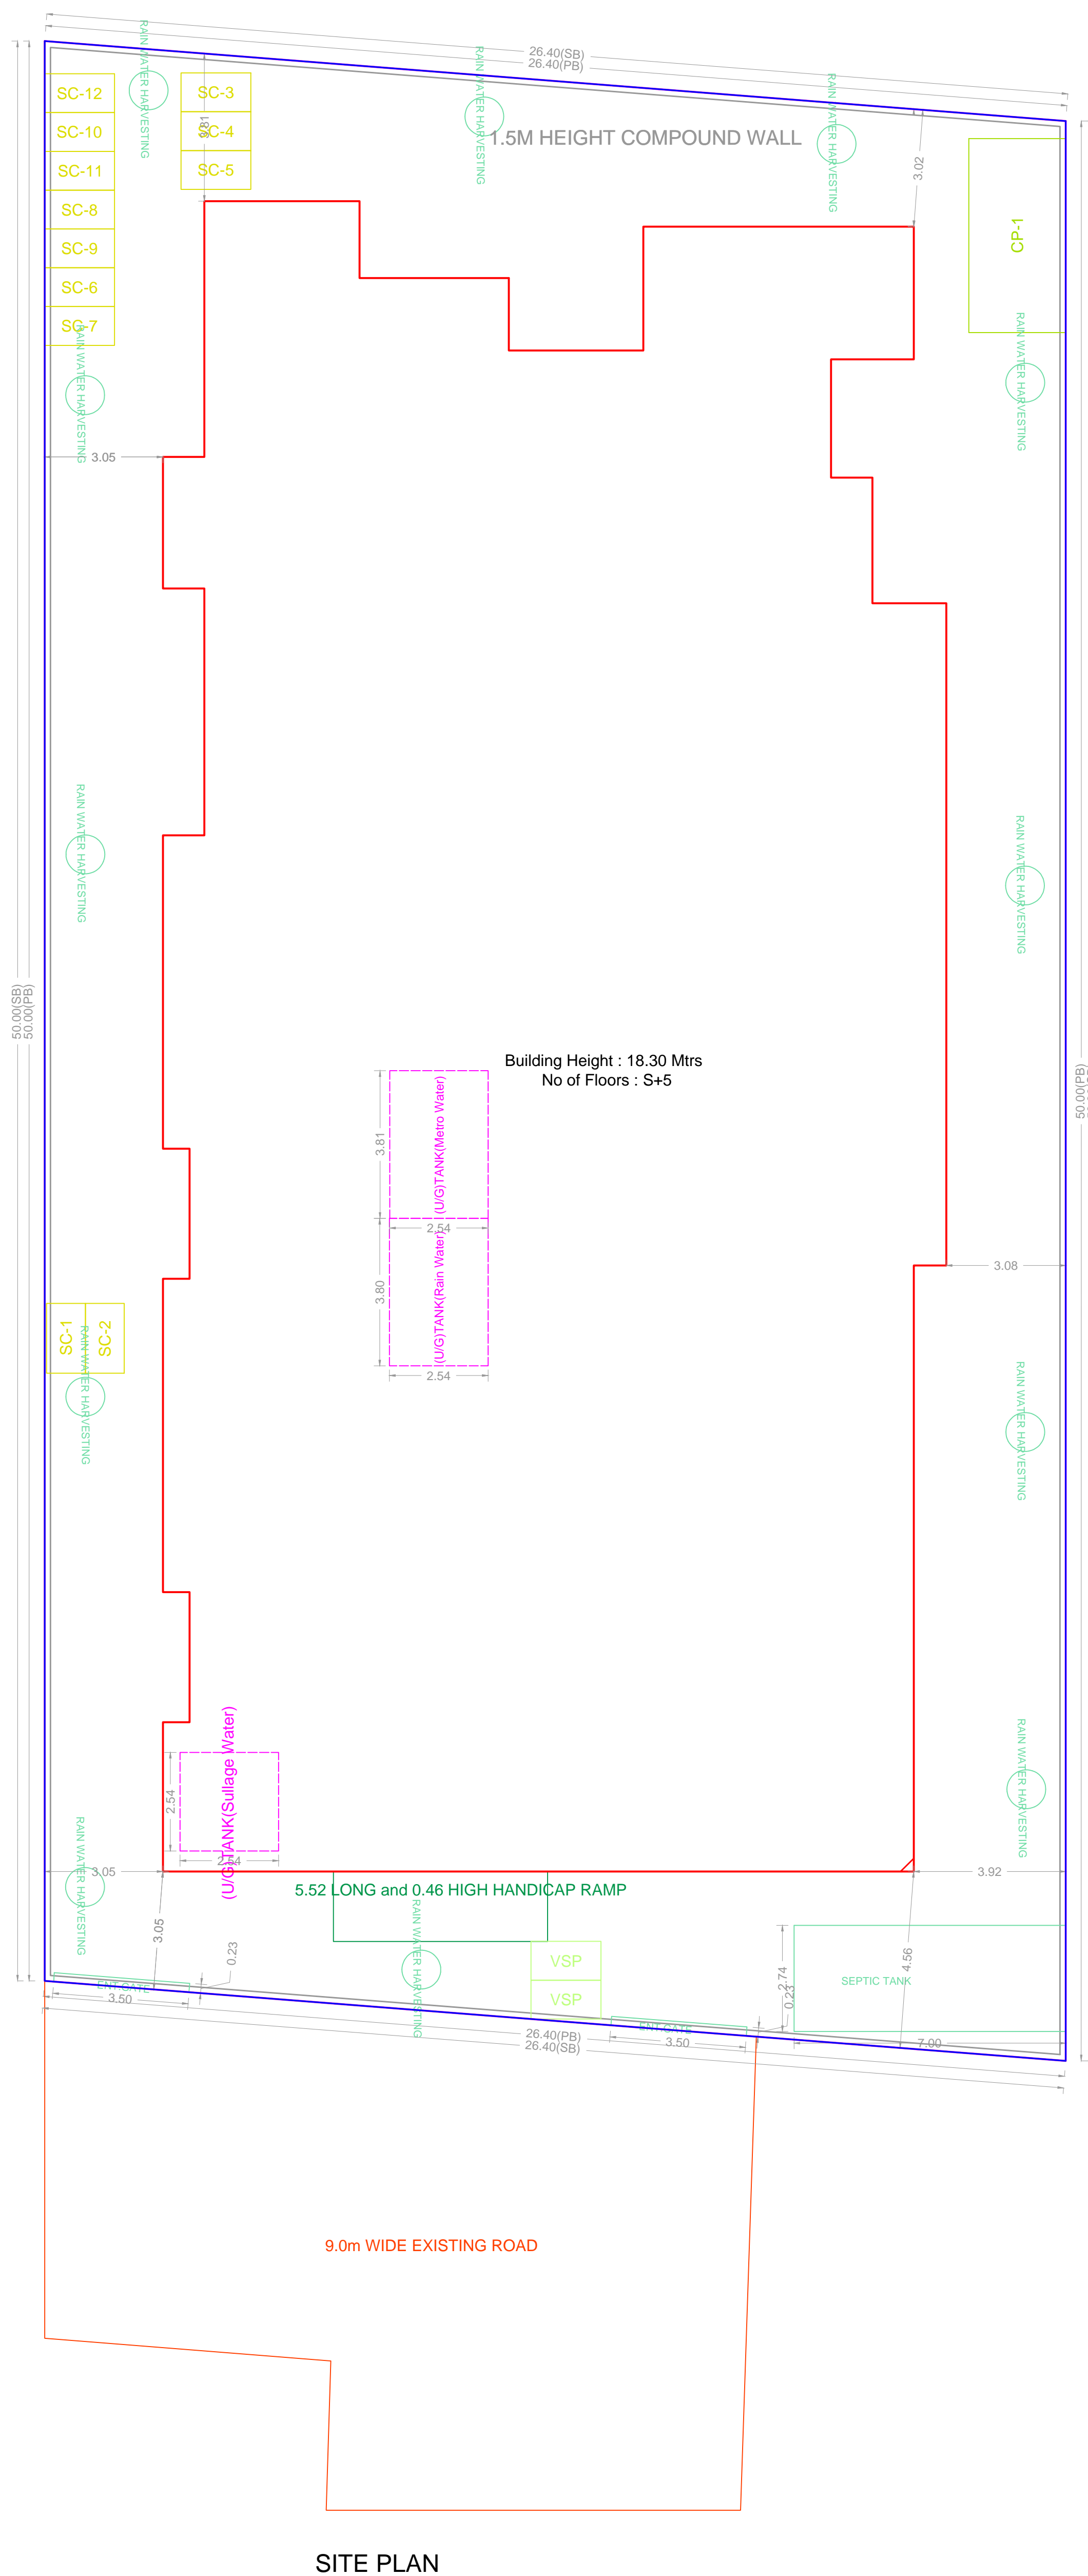 26.40(SB)
26.40(PB)
RAIN WATER HARVESTING
RAIN WATER HARVESTING
RAIN WATER HARVESTING
SC-12
SC-10
SC-11
SC-8
SC-9
SC-6
SC-7
SC-3
SC-4
SC-5
3.81
1.5M HEIGHT COMPOUND WALL
3.02
CP-1
RAIN WATER HARVESTING
RAIN WATER HARVESTING
3.05
RAIN WATER HARVESTING
RAIN WATER HARVESTING
50.00(SB)
50.00(PB)
50.00(PB)
Building Height : 18.30 Mtrs
No of Floors : S+5
(U/G)TANK(Metro Water)
3.81
2.54
(U/G)TANK(Rain Water)
3.80
2.54
3.08
SC-1
SC-2
RAIN WATER HARVESTING
RAIN WATER HARVESTING
(U/G)TANK(Sullage Water)
2.54
2.54
RAIN WATER HARVESTING
RAIN WATER HARVESTING
3.05
3.92
5.52 LONG and 0.46 HIGH HANDICAP RAMP
RAIN WATER HARVESTING
3.05
0.23
VSP
VSP
4.56
2.74
0.23
SEPTIC TANK
7.00
ENT.GATE
3.50
ENT.GATE
3.50
26.40(PB)
26.40(SB)
9.0m WIDE EXISTING ROAD
SITE PLAN